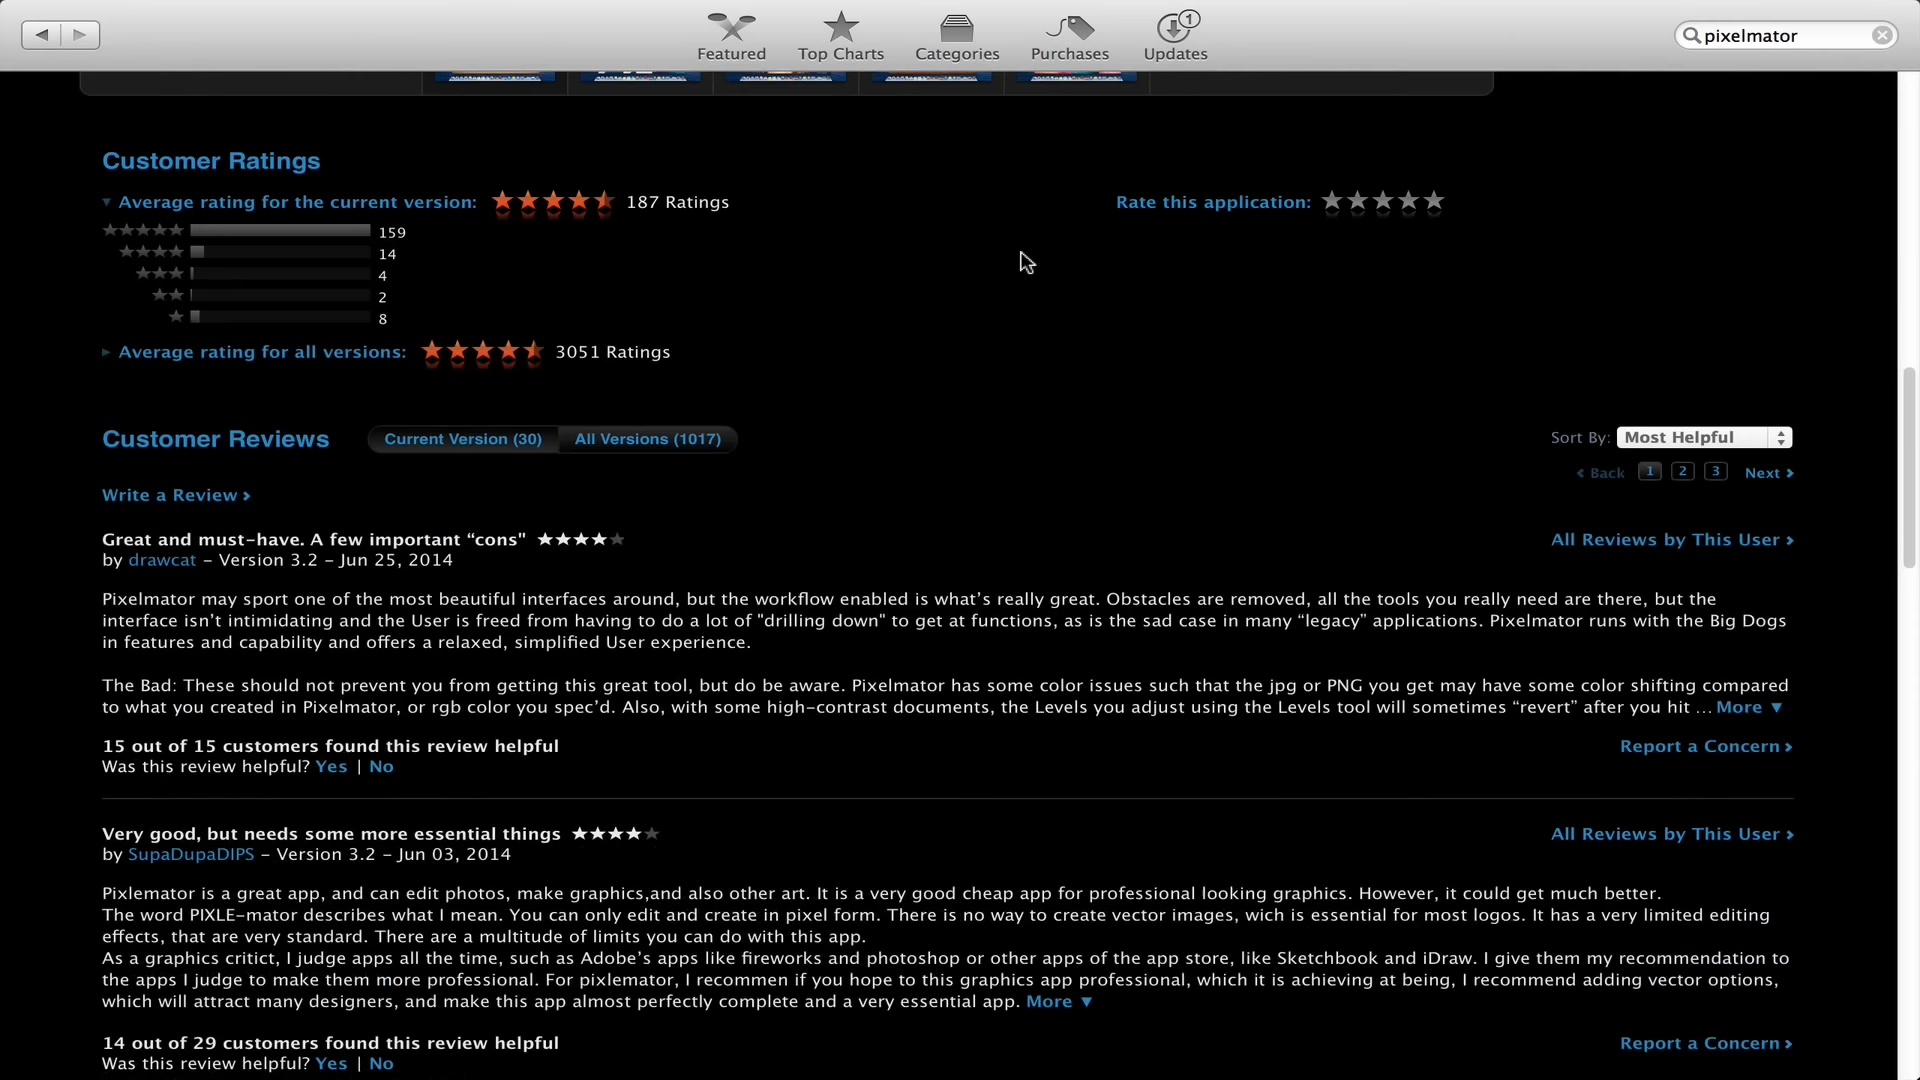 Featured
Top Charts
Categories
Purchases
1
Updates
pixelmator
Customer Ratings
Average rating for the current version:
187 Ratings
Rate this application:
159
14
4
2
8
Average rating for all versions:
3051 Ratings
Customer Reviews
Current Version (30)
All Versions (1017)
Sort By:
Most Helpful
Back 1 2 3 Next
Write a Review
Great and must-have. A few important “cons"
All Reviews by This User
by drawcat – Version 3.2 – Jun 25, 2014
Pixelmator may sport one of the most beautiful interfaces around, but the workflow enabled is what’s really great. Obstacles are removed, all the tools you really need are there, but the
interface isn’t intimidating and the User is freed from having to do a lot of "drilling down" to get at functions, as is the sad case in many “legacy” applications. Pixelmator runs with the Big Dogs
in features and capability and offers a relaxed, simplified User experience.
The Bad: These should not prevent you from getting this great tool, but do be aware. Pixelmator has some color issues such that the jpg or PNG you get may have some color shifting compared
to what you created in Pixelmator, or rgb color you spec’d. Also, with some high-contrast documents, the Levels you adjust using the Levels tool will sometimes “revert” after you hit ... More ▼
15 out of 15 customers found this review helpful
Report a Concern
Was this review helpful? Yes | No
Very good, but needs some more essential things
All Reviews by This User
by SupaDupaDIPS – Version 3.2 – Jun 03, 2014
Pixlemator is a great app, and can edit photos, make graphics,and also other art. It is a very good cheap app for professional looking graphics. However, it could get much better.
The word PIXLE-mator describes what I mean. You can only edit and create in pixel form. There is no way to create vector images, wich is essential for most logos. It has a very limited editing
effects, that are very standard. There are a multitude of limits you can do with this app.
As a graphics critict, I judge apps all the time, such as Adobe’s apps like fireworks and photoshop or other apps of the app store, like Sketchbook and iDraw. I give them my recommendation to
the apps I judge to make them more professional. For pixlemator, I recommen if you hope to this graphics app professional, which it is achieving at being, I recommend adding vector options,
which will attract many designers, and make this app almost perfectly complete and a very essential app. More ▼
14 out of 29 customers found this review helpful
Report a Concern
Was this review helpful? Yes | No